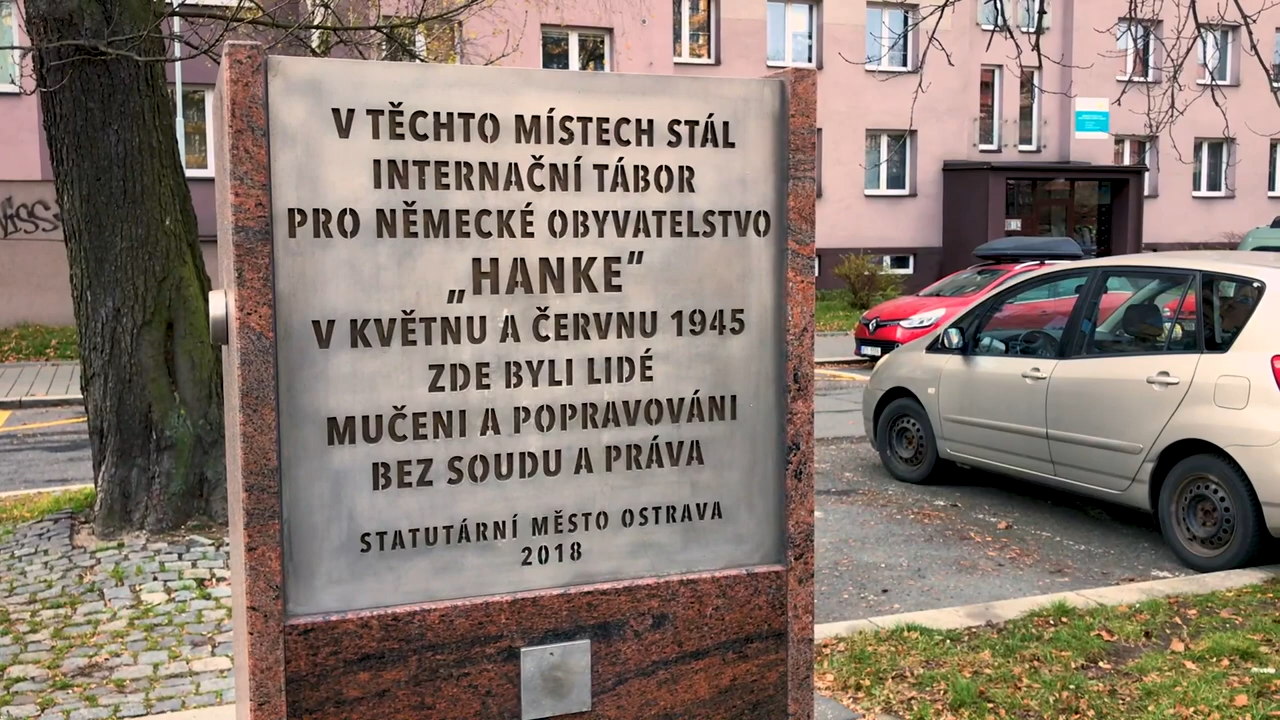 V TĚCHTO MÍSTECH STÁL
INTERNAČNÍ TÁBOR
PRO NĚMECKÉ OBYVATELSTVO
„HANKE"
V KVĚTNU A ČERVNU 1945
ZDE BYLI LIDÉ
MUČENI A POPRAVOVÁNI
BEZ SOUDU A PRÁVA
STATUTÁRNÍ MĚSTO OSTRAVA
2018